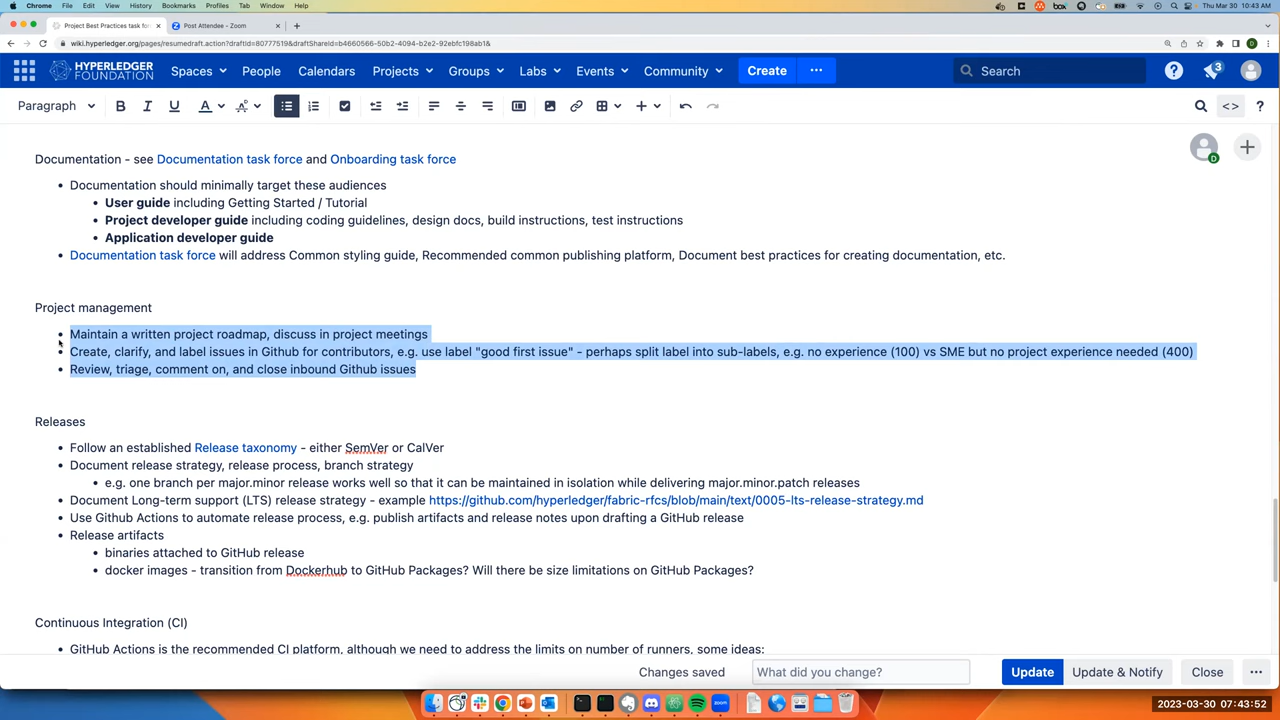 Chrome File Edit View History Bookmarks Profiles Tab Window Help
box
Thu Mar 30 10:43 AM
Project Best Practices task for
Post Attendee - Zoom
wiki.hyperledger.org/pages/resumedraft.action?draftId=80777519&draftShareId=b4660566-50b2-4094-b2e2-92ebfc198ab1&
HYPERLEDGER
FOUNDATION
Spaces People Calendars Projects Groups Labs Events Community Create Search 3
Paragraph B I U A
Documentation - see Documentation task force and Onboarding task force
D
Documentation should minimally target these audiences
User guide including Getting Started / Tutorial
Project developer guide including coding guidelines, design docs, build instructions, test instructions
Application developer guide
Documentation task force will address Common styling guide, Recommended common publishing platform, Document best practices for creating documentation, etc.
Project management
Maintain a written project roadmap, discuss in project meetings
Create, clarify, and label issues in Github for contributors, e.g. use label "good first issue" - perhaps split label into sub-labels, e.g. no experience (100) vs SME but no project experience needed (400)
Review, triage, comment on, and close inbound Github issues
Releases
Follow an established Release taxonomy - either SemVer or CalVer
Document release strategy, release process, branch strategy
e.g. one branch per major.minor release works well so that it can be maintained in isolation while delivering major.minor.patch releases
Document Long-term support (LTS) release strategy - example https://github.com/hyperledger/fabric-rfcs/blob/main/text/0005-lts-release-strategy.md
Use Github Actions to automate release process, e.g. publish artifacts and release notes upon drafting a GitHub release
Release artifacts
binaries attached to GitHub release
docker images - transition from Dockerhub to GitHub Packages? Will there be size limitations on GitHub Packages?
Continuous Integration (CI)
GitHub Actions is the recommended CI platform, although we need to address the limits on number of runners, some ideas:
Changes saved What did you change? Update Update & Notify Close
zoom
2023-03-30 07:43:52